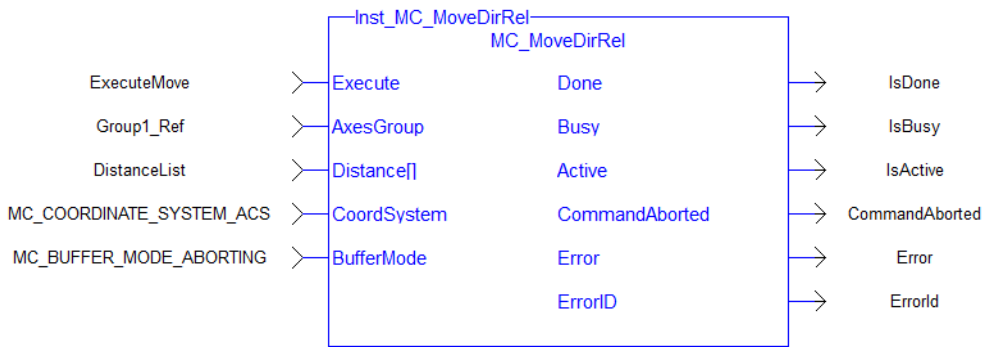 Inst_MC_MoveDirRel
MC_MoveDirRel
ExecuteMove Execute Done IsDone
Group1_Ref AxesGroup Busy IsBusy
DistanceList Distance[] Active IsActive
MC_COORDINATE_SYSTEM_ACS CoordSystem CommandAborted CommandAborted
MC_BUFFER_MODE_ABORTING BufferMode Error Error
ErrorID ErrorId